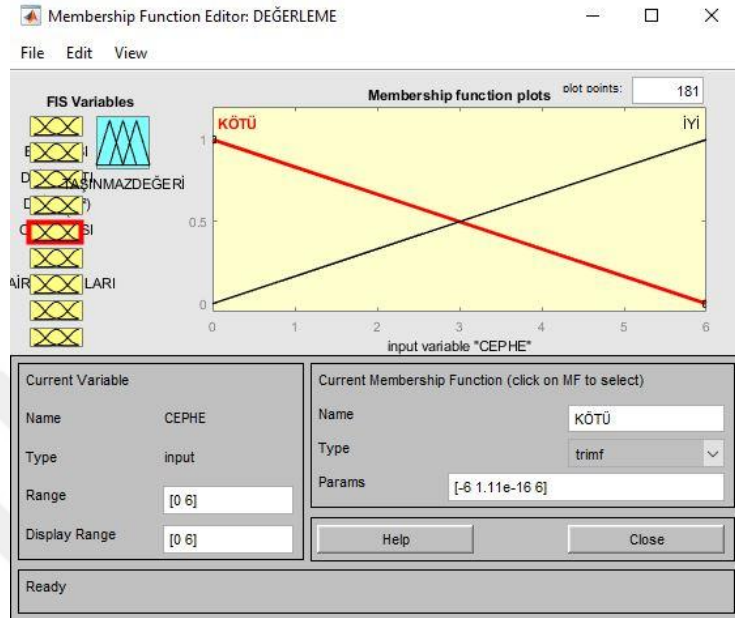 Membership Function Editor: DEĞERLEME
File Edit View
FIS Variables
TAŞINMAZDEĞERİ
Membership function plots
plot points: 181
KÖTÜ
İYİ
1
0.5
0
0 1 2 3 4 5 6
input variable "CEPHE"
Current Variable
Name CEPHE
Type input
Range [0 6]
Display Range [0 6]
Current Membership Function (click on MF to select)
Name KÖTÜ
Type trimf
Params [-6 1.11e-16 6]
Help Close
Ready